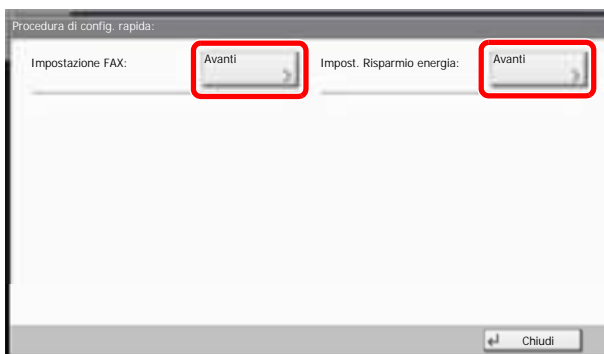 Procedura di config. rapida:
Impostazione FAX: Avanti Impost. Risparmio energia: Avanti
Chiudi